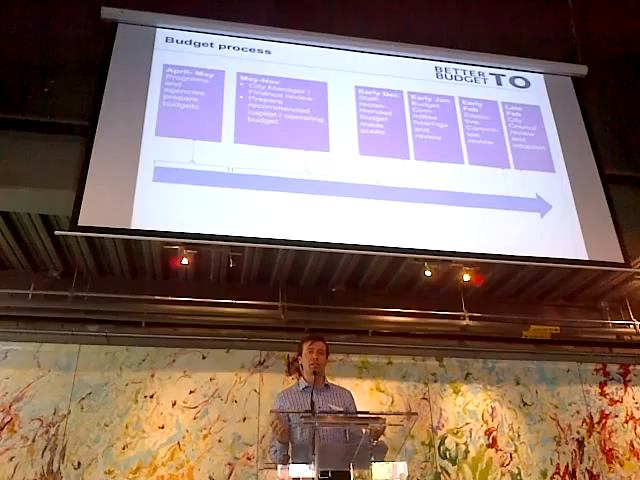 Budget process
BETTER
BUDGET TO
April- May
Programs
and
agencies
prepare
budgets
May-Nov
• City Manager /
Finance review
• Prepare
recommended
capital / operating
budget
Early Dec
Staff
recom-
mended
budget
made
public
Early Jan
Budget
Com-
mittee
hearings
and
review
Early
Feb
Execu-
tive
Commit-
tee
review
Late
Feb
City
Council
review
and
adoption